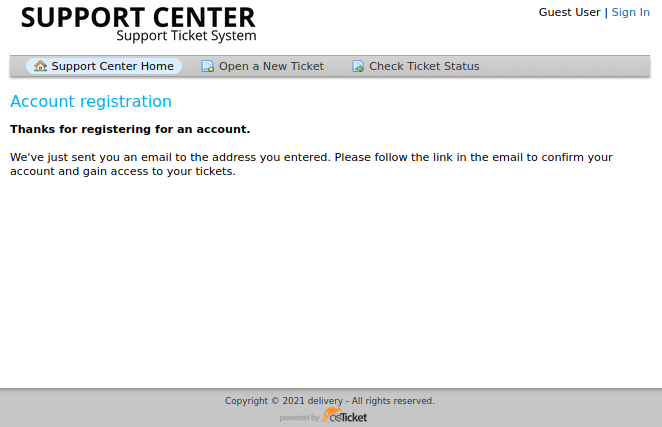 SUPPORT CENTER
Support Ticket System
Guest User | Sign In
Support Center Home
Open a New Ticket
Check Ticket Status
Account registration
Thanks for registering for an account.
We've just sent you an email to the address you entered. Please follow the link in the email to confirm your
account and gain access to your tickets.
Copyright © 2021 delivery - All rights reserved.
powered by osTicket